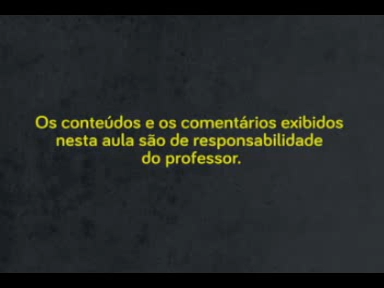 Os conteúdos e os comentários exibidos
nesta aula são de responsabilidade
do professor.